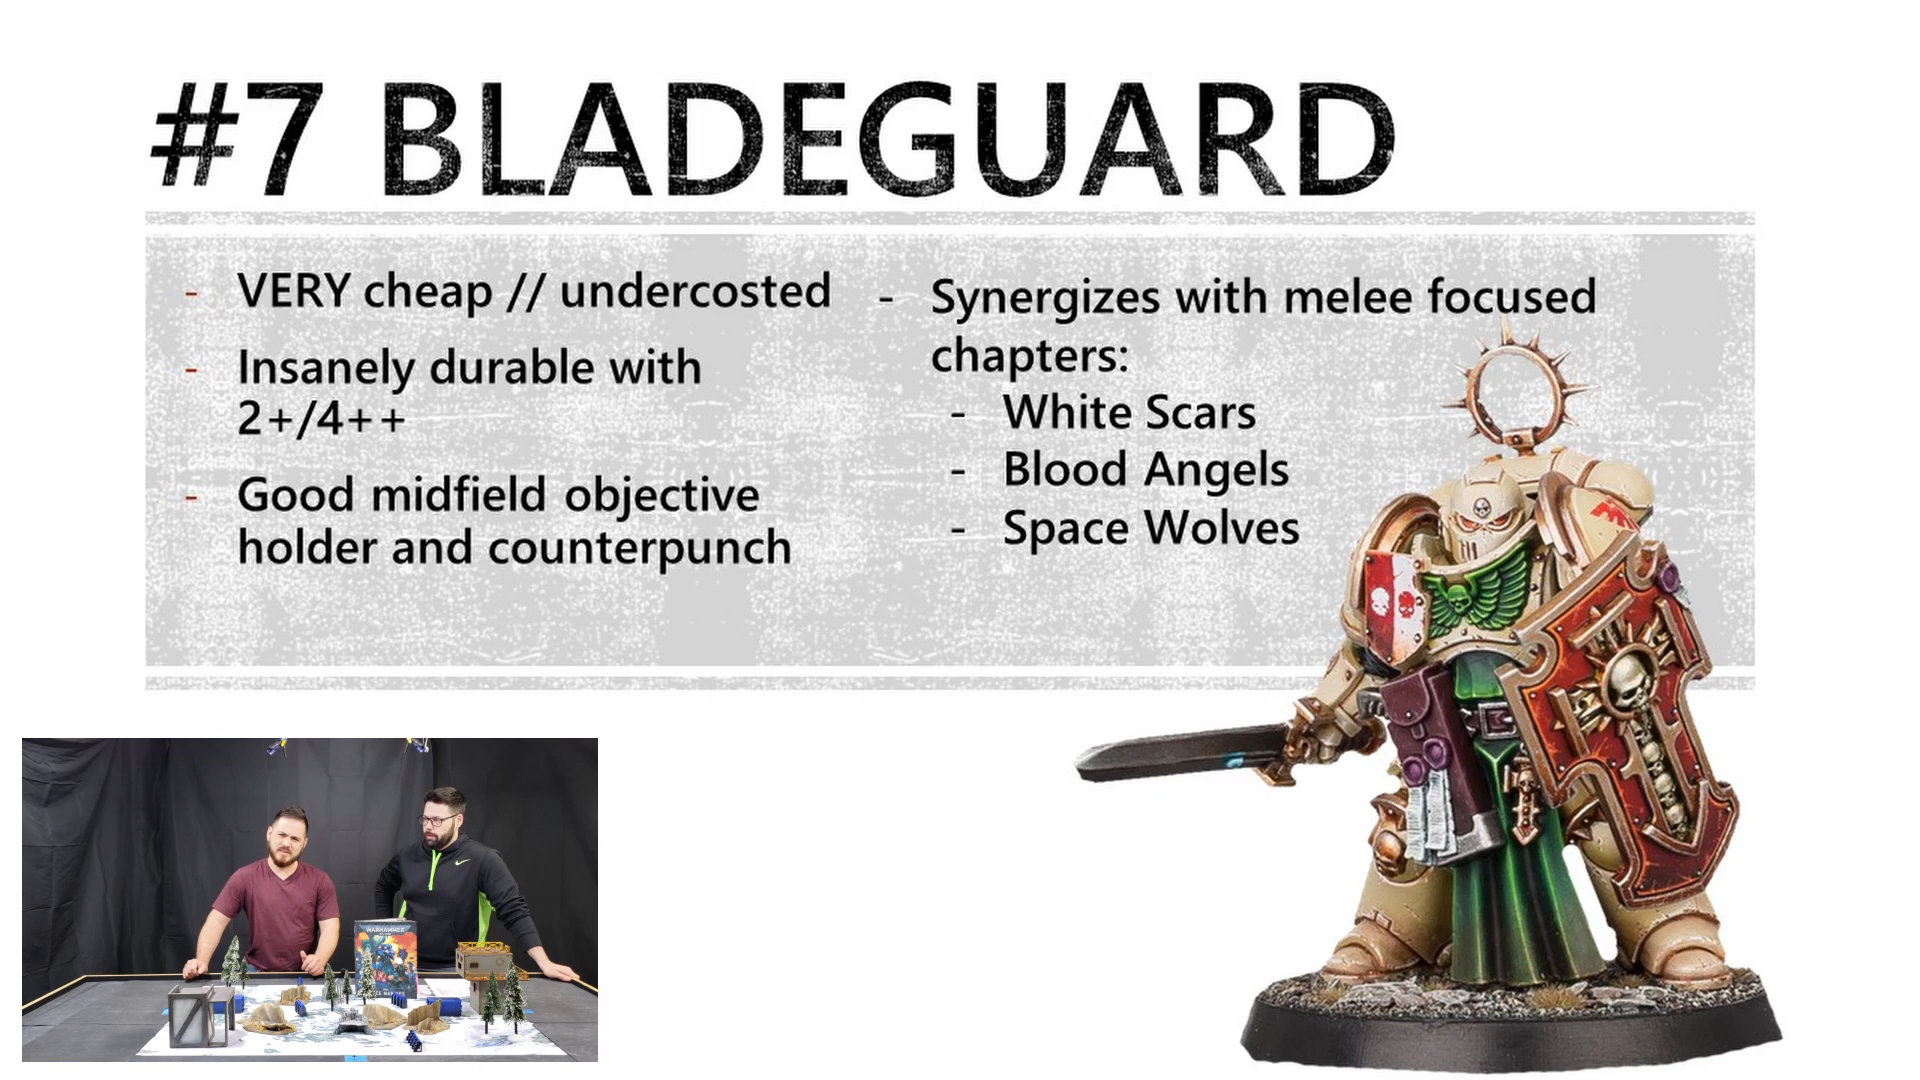 #7 BLADEGUARD
- VERY cheap // undercosted
- Insanely durable with
2+/4++
- Good midfield objective
holder and counterpunch
- Synergizes with melee focused
chapters:
- White Scars
- Blood Angels
- Space Wolves
WARHAMMER